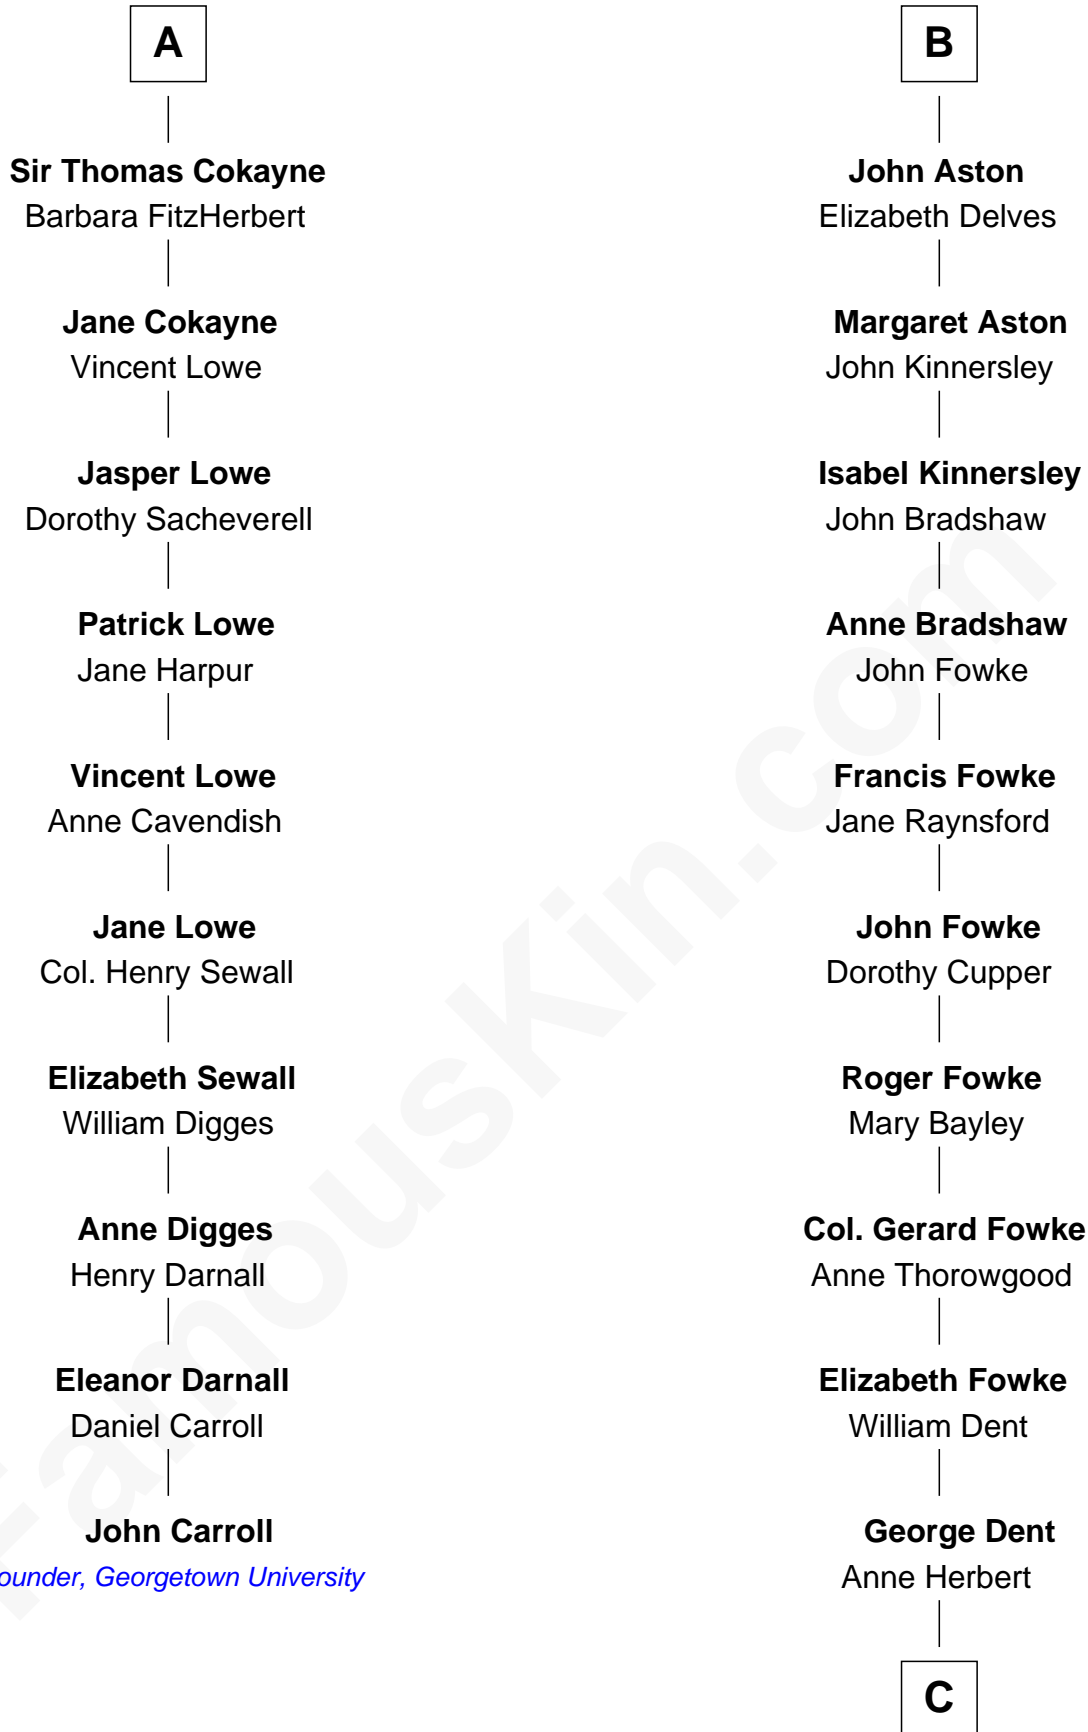 A
Sir Thomas Cokayne
Barbara FitzHerbert
Jane Cokayne
Vincent Lowe
Jasper Lowe
Dorothy Sacheverell
Patrick Lowe
Jane Harpur
Vincent Lowe
Anne Cavendish
Jane Lowe
Col. Henry Sewall
Elizabeth Sewall
William Digges
Anne Digges
Henry Darnall
Eleanor Darnall
Daniel Carroll
John Carroll
ounder, Georgetown University
B
John Aston
Elizabeth Delves
Margaret Aston
John Kinnersley
Isabel Kinnersley
John Bradshaw
Anne Bradshaw
John Fowke
Francis Fowke
Jane Raynsford
John Fowke
Dorothy Cupper
Roger Fowke
Mary Bayley
Col. Gerard Fowke
Anne Thorowgood
Elizabeth Fowke
William Dent
George Dent
Anne Herbert
C
FamousKin.com